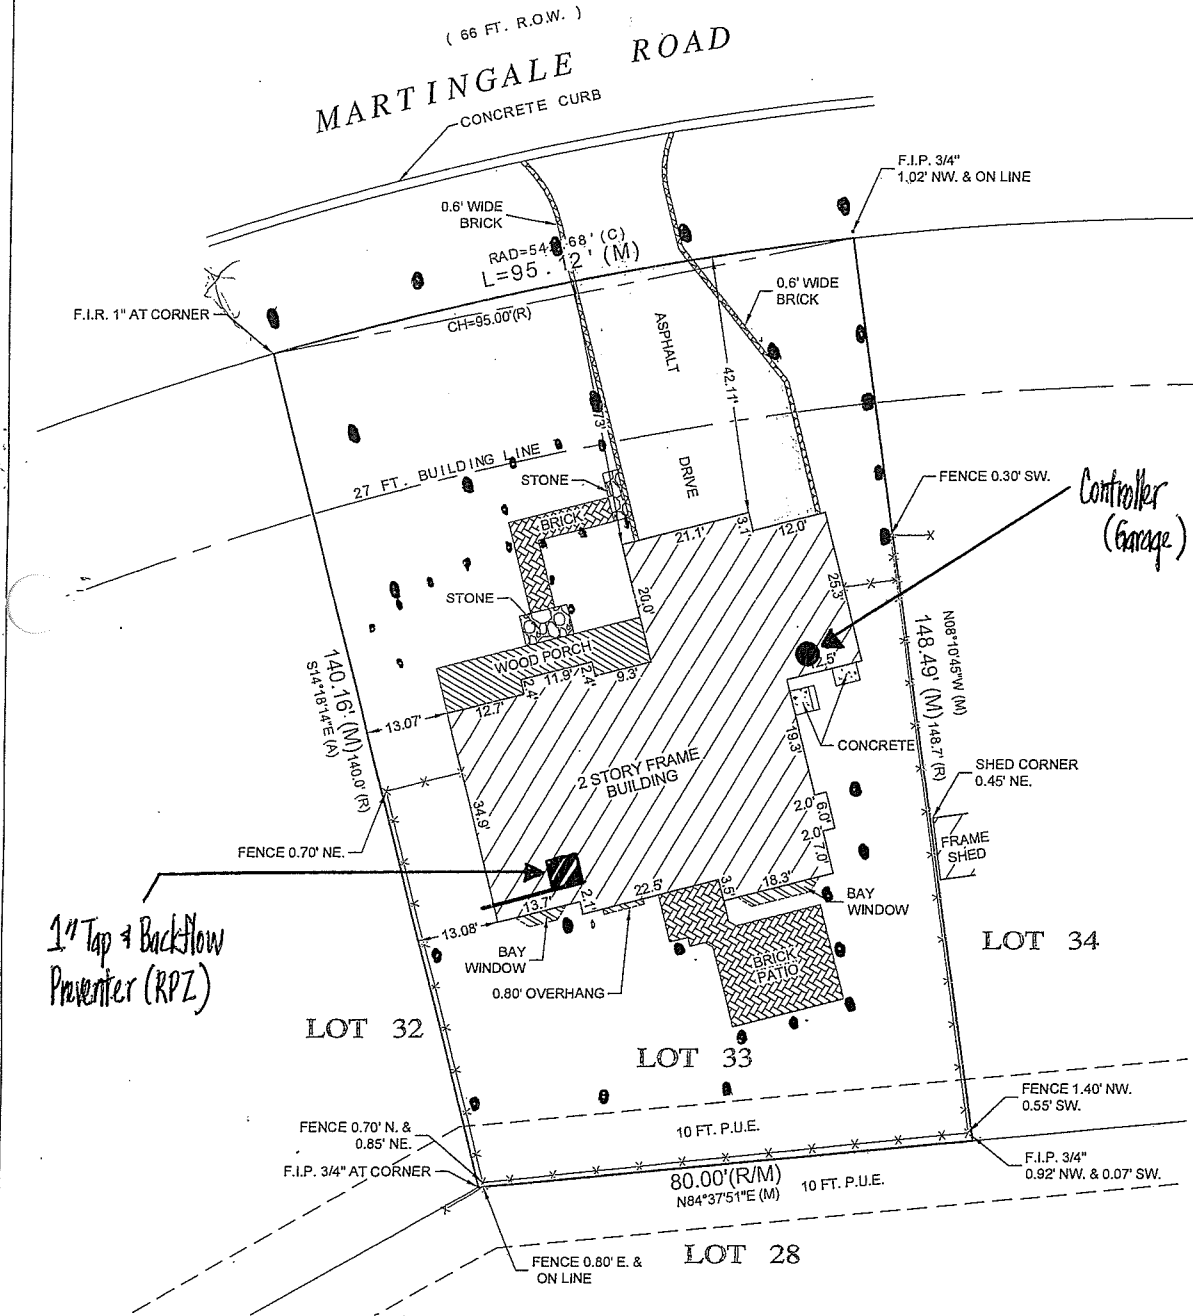 ( 66 FT. R.O.W. )
MARTINGALE ROAD
CONCRETE CURB
F.I.P. 3/4"
1.02' NW. & ON LINE
0.6' WIDE
BRICK
L=95.12' (M)
0.6' WIDE
BRICK
F.I.R. 1" AT CORNER
CH=95.00'(R)
ASPHALT
42.11'
27 FT. BUILDING LINE
STONE
DRIVE
FENCE 0.30' SW.
Controller
(Garage)
BRICK
21.1'
3.1'
12.0'
25.3'
STONE
20.0'
WOOD PORCH
12.7'
2.4'
11.9'
2.4'
9.3'
13.07'
140.16' (M)
140.0' (R)
S14°18'14"E (A)
N08°10'45"W (M)
148.49' (M)
148.7' (R)
CONCRETE
19.3'
2 STORY FRAME
BUILDING
SHED CORNER
0.45' NE.
34.9'
2.0'
6.0'
2.0'
7.0'
FRAME
SHED
FENCE 0.70' NE.
1" Tap & Backflow
Preventer (RPZ)
13.7'
2.1'
22.5'
3.5'
18.3'
BAY
WINDOW
13.08'
BAY
WINDOW
0.80' OVERHANG
BRICK
PATIO
LOT 34
LOT 32
LOT 33
FENCE 1.40' NW.
0.55' SW.
FENCE 0.70' N. &
0.85' NE.
10 FT. P.U.E.
F.I.P. 3/4" AT CORNER
F.I.P. 3/4"
0.92' NW. & 0.07' SW.
80.00'(R/M)
N84°37'51"E (M)
10 FT. P.U.E.
FENCE 0.80' E. &
ON LINE
LOT 28